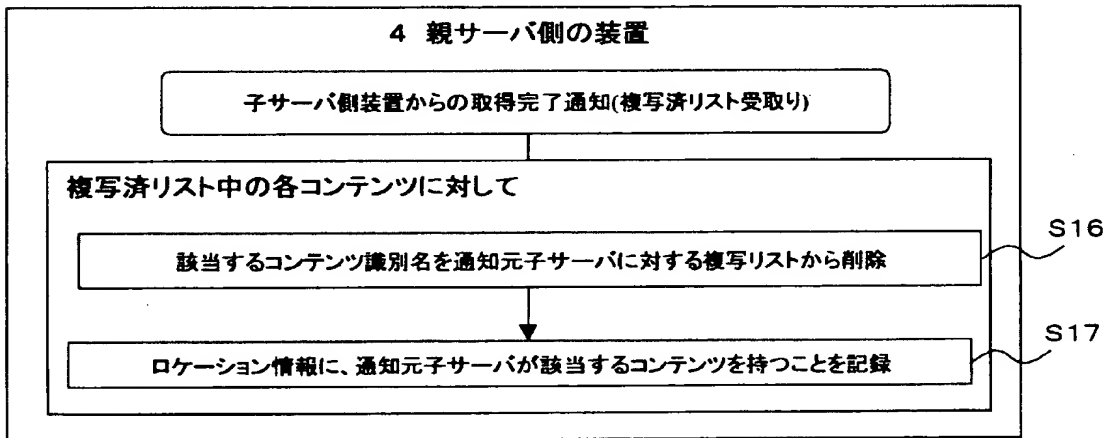 4 親サーバ側の装置
子サーバ側装置からの取得完了通知(複写済リスト受取り)
複写済リスト中の各コンテンツに対して
該当するコンテンツ識別名を通知元子サーバに対する複写リストから削除
S16
ロケーション情報に、通知元子サーバが該当するコンテンツを持つことを記録
S17